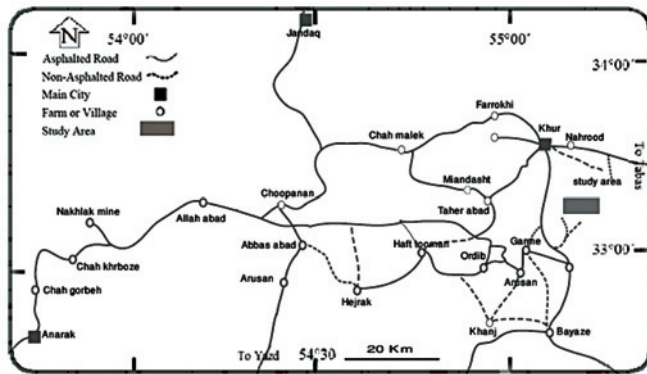 54°00'
Jandaq
55°00'
N
34°00'
Asphalted Road
Non-Asphalted Road
Main City
Farm or Village
Study Area
Farrokhi
Khur
Nahrood
To Tabas
Chah malek
study area
Miandasht
Choopanan
Taher abad
Nakhlak mine
Allah abad
Abbas abad
Haft tooman
Garme
33°00'
Chah khrboze
Ordib
Arusan
Arusan
Chah gorbeh
Hejrak
Khanj
Bayaze
Anarak
To Yard
54°30
20 Km